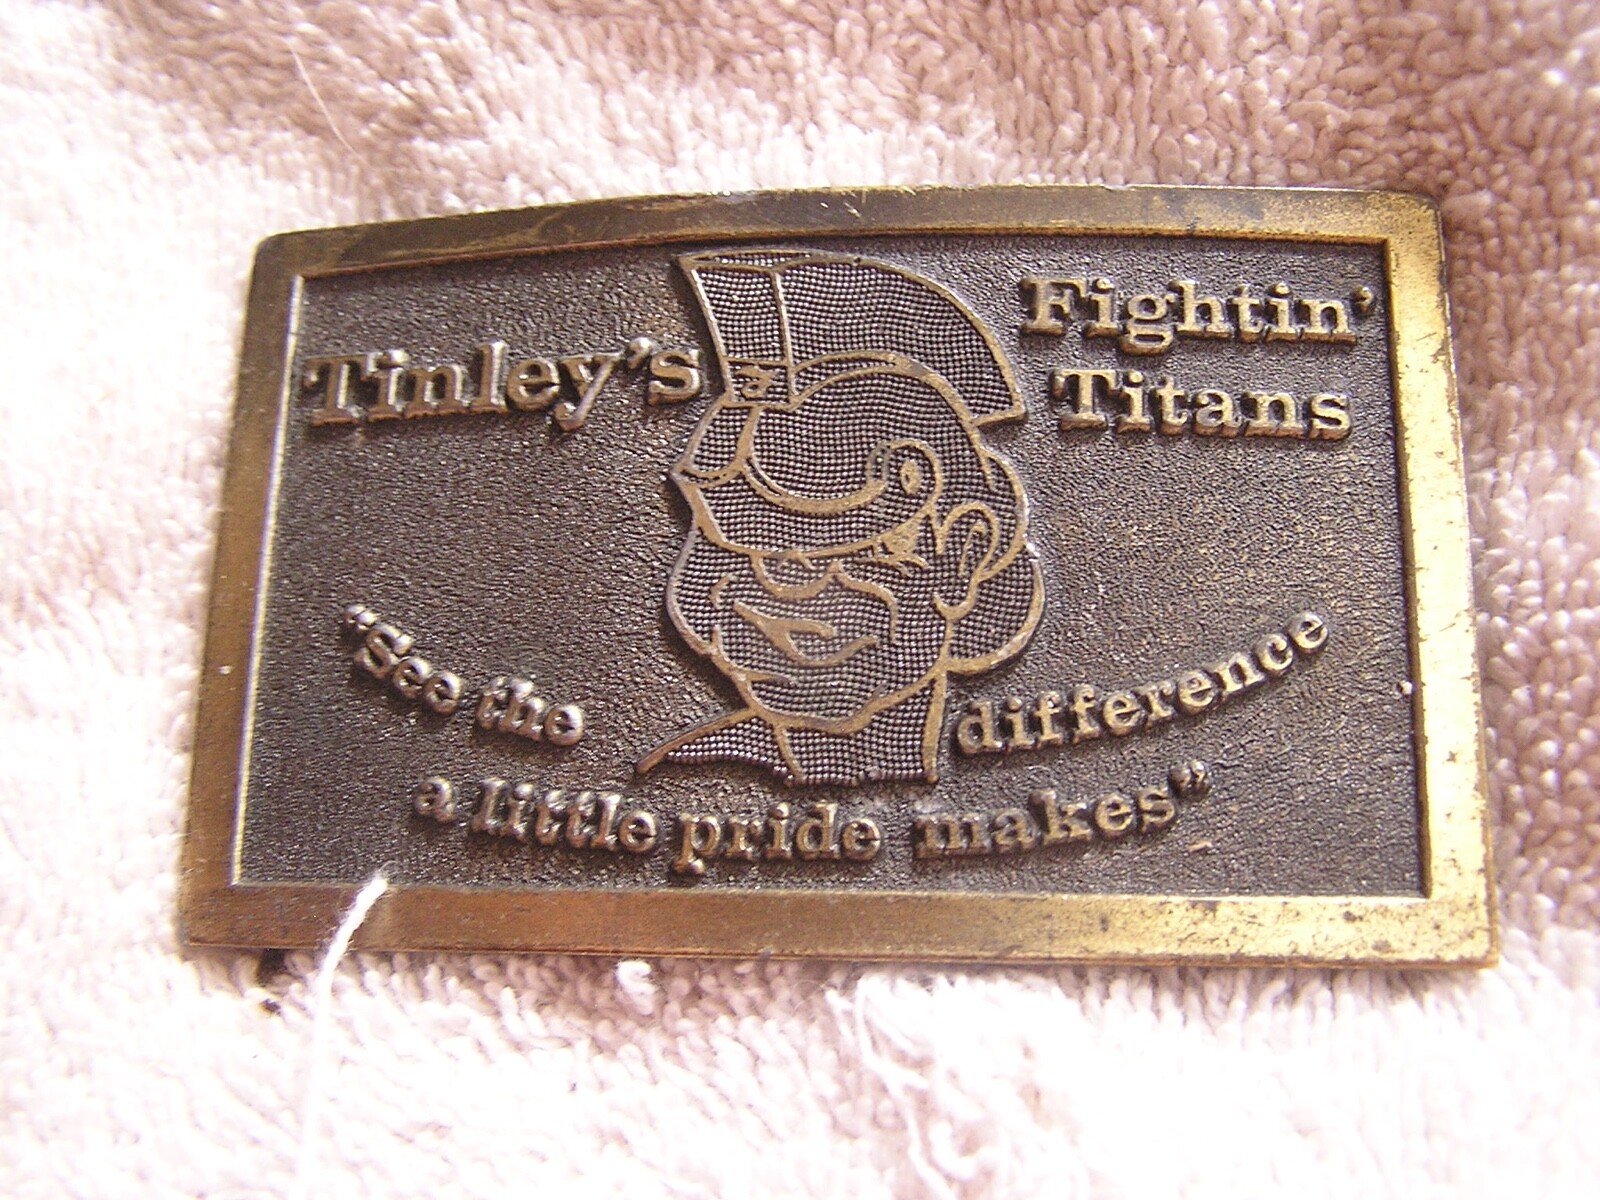 Tinley's
Fightin'
Titans
"See the difference
a little pride makes"